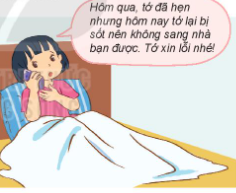 Hôm qua, tớ đã hẹn
nhưng hôm nay tớ lại bị
sốt nên không sang nhà
bạn được. Tớ xin lỗi nhé!